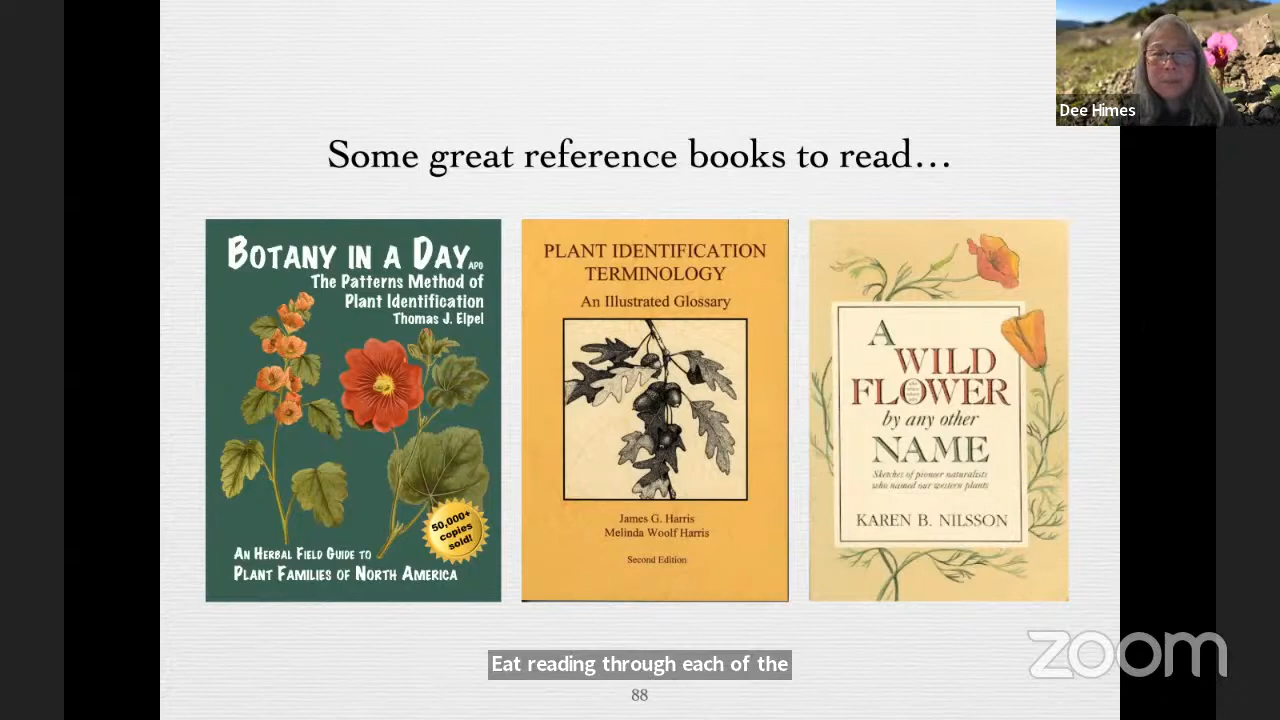 Dee Himes
Some great reference books to read…
BOTANY IN A DAY APG
The Patterns Method of
Plant Identification
Thomas J. Elpel
50,000+
copies
sold!
AN HERBAL FIELD GUIDE TO
PLANT FAMILIES OF NORTH AMERICA
PLANT IDENTIFICATION
TERMINOLOGY
An Illustrated Glossary
James G. Harris
Melinda Woolf Harris
Second Edition
A
WILD
FLOWER
by any other
NAME
Sketches of pioneer naturalists
who named our western plants
KAREN B. NILSSON
Eat reading through each of the
88
zoom